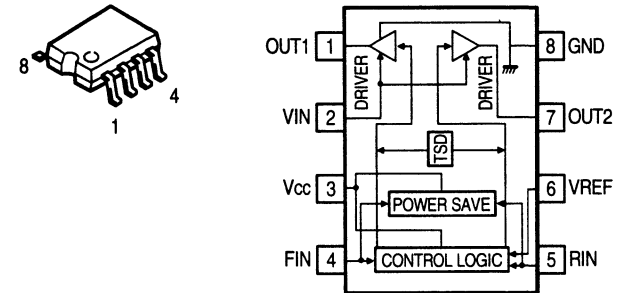 8
4
1
OUT1 1
8 GND
DRIVER
DRIVER
VIN 2
7 OUT2
TSD
Vcc 3
6 VREF
POWER SAVE
FIN 4
CONTROL LOGIC
5 RIN